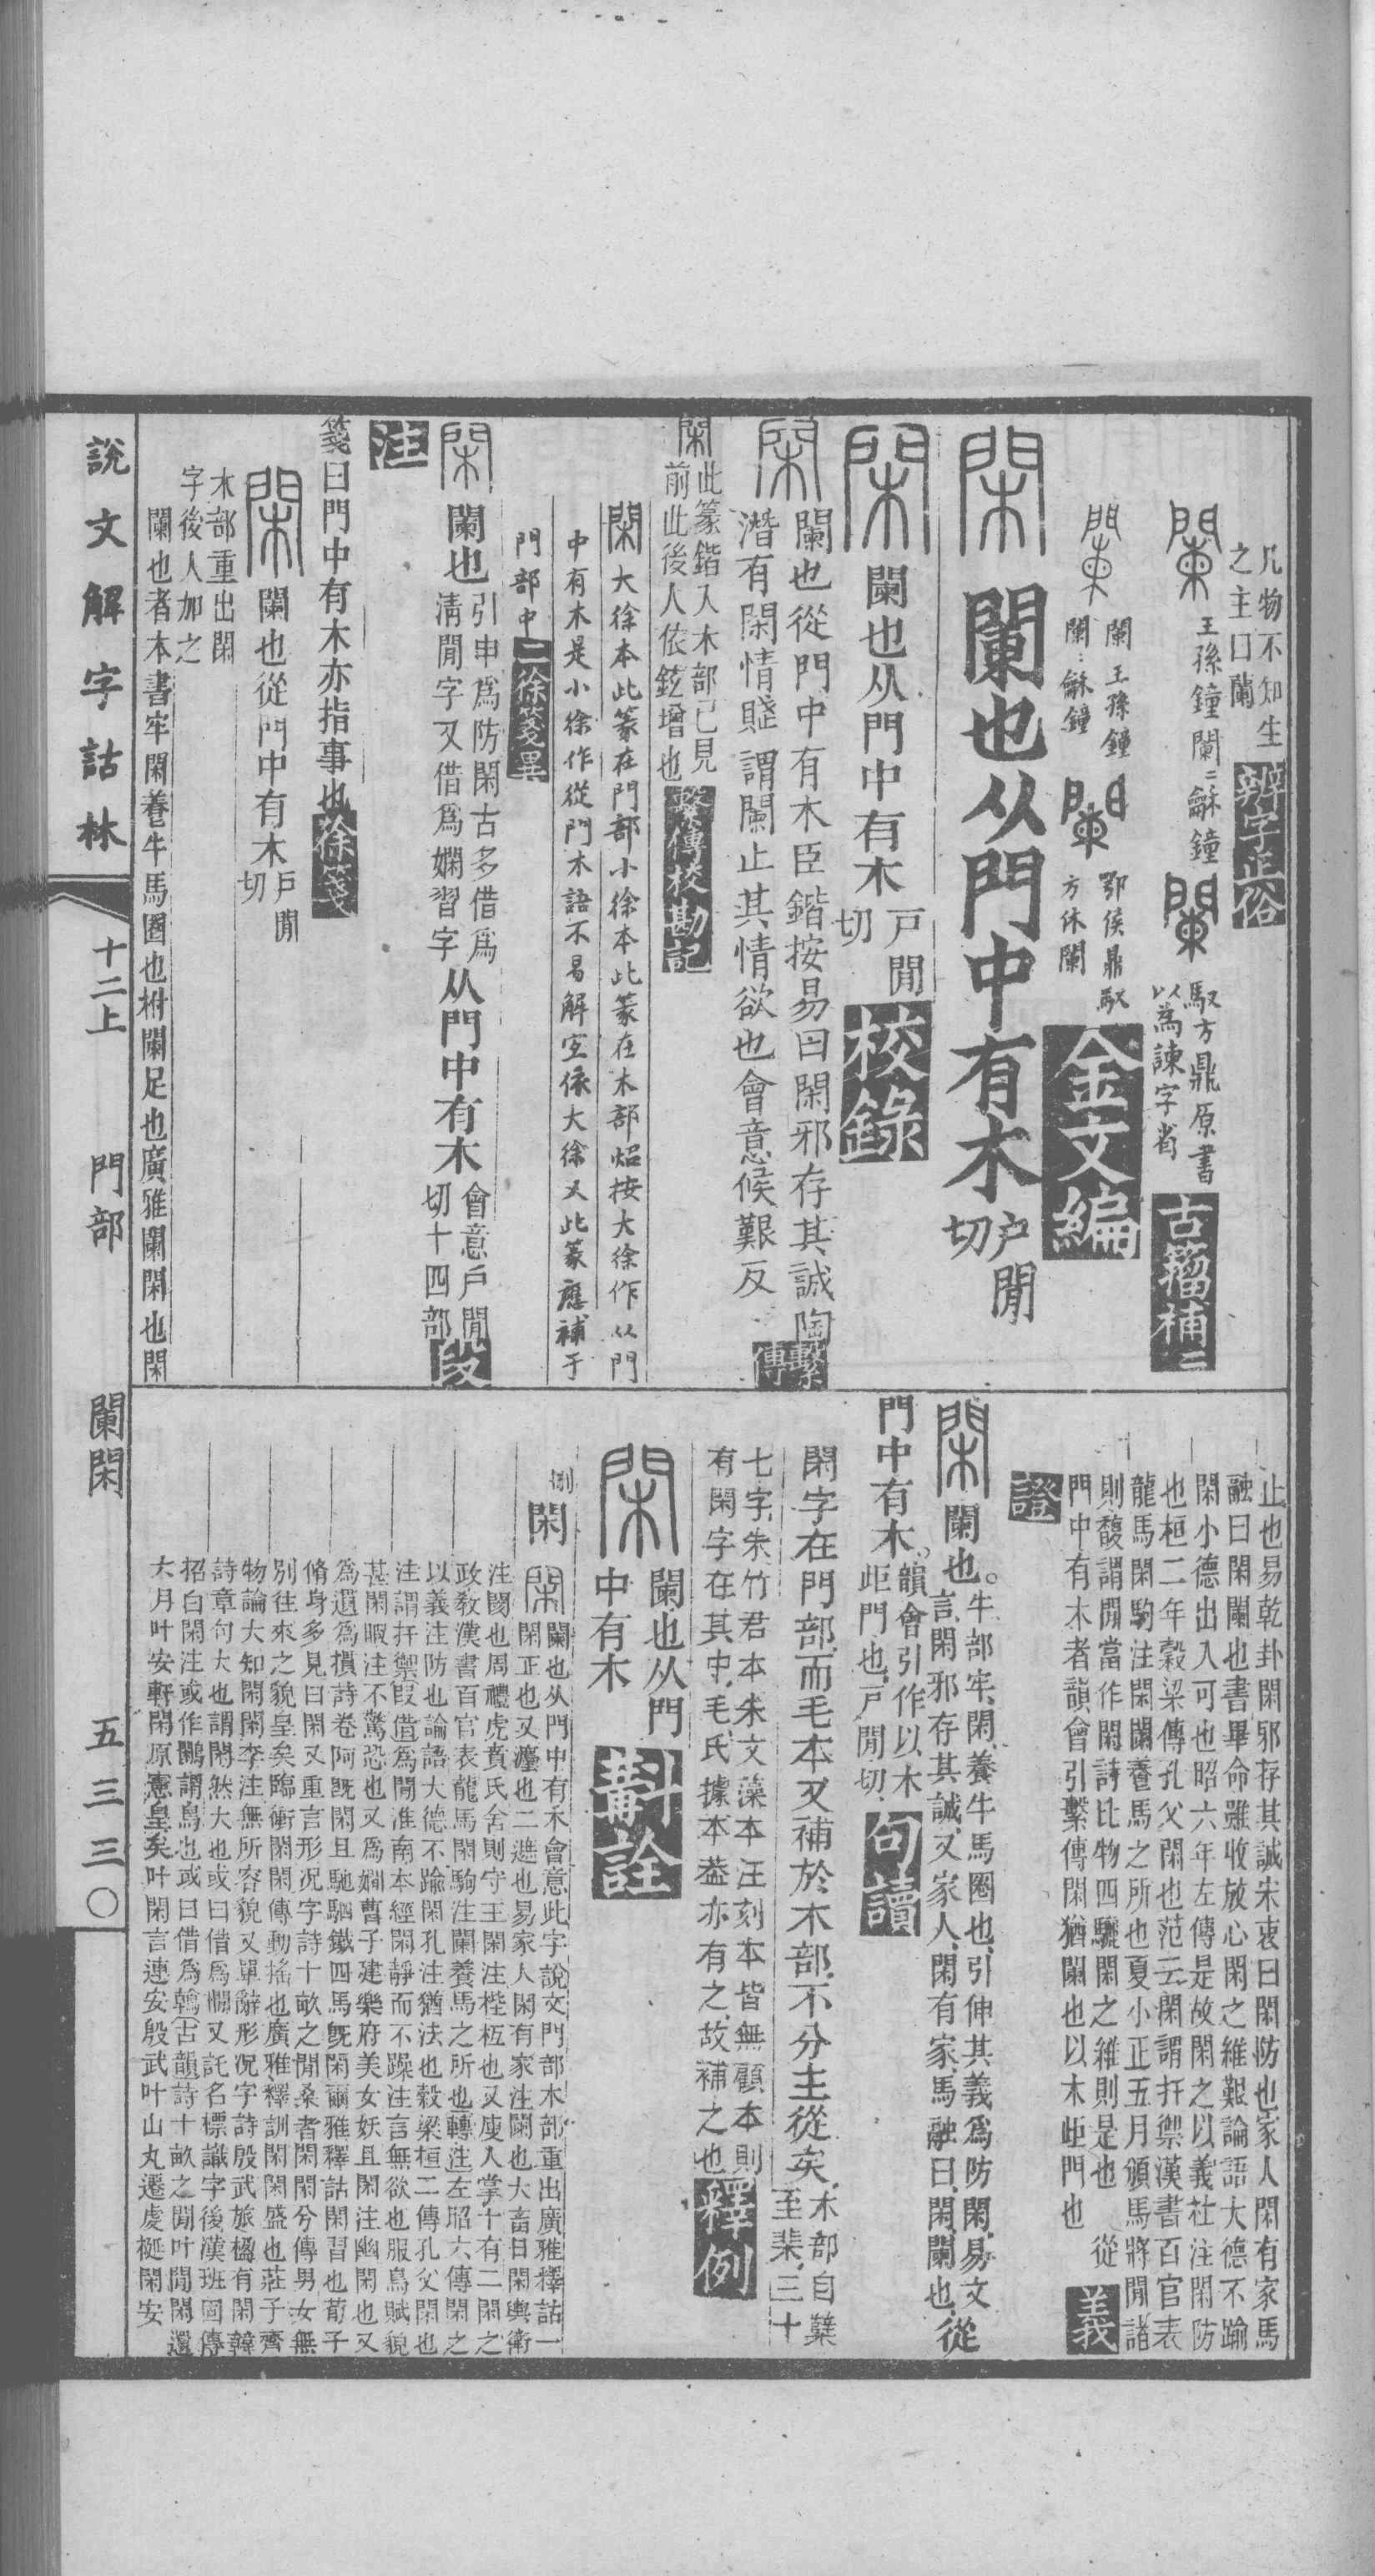 凡物不知生
之主曰蘭
辨字正俗
王孫鐘闌二龢鐘
馭方鼎原書
以為諫字省
古籀補二
闌王孫鐘
闌二龢鐘
鄂侯鼎馭
方休闌
金文編
閑
闌也从門中有木
戶閒
切
閑
闌也从門中有木
戶閒
切
校錄
閑
闌也從門中有木臣鍇按易曰閑邪存其誠陶
潛有閑情賦謂闌止其情欲也會意候艱反
繫傳
閑
此篆鍇入木部已見
前此後人依鉉增也
繫傳校勘記
閑大徐本此篆在門部小徐本此篆在木部炤按大徐作从門
中有木是小徐作從門木語不易解宜依大徐又此篆應補于
門部中
二徐箋異
閑
闌也
引申爲防閑古多借爲
清閒字又借爲嫻習字
从門中有木
會意戶閒
切十四部
段
注
箋曰門中有木亦指事也
徐箋
閑
闌也從門中有木
戶閒
切
木部重出閑
字後人加之
闌也者本書牢閑養牛馬圈也柎闌足也廣雅闌閑也閑
說文解字詁林
十二上
門部
闌閑
五三三〇
止也易乾卦閑邪存其誠宋衷曰閑防也家人閑有家馬
融曰閑闌也書畢命雖收放心閑之維艱論語大德不踰
閑小德出入可也昭六年左傳是故閑之以義杜注閑防
也桓二年穀梁傳孔父閑也范云閑謂扞禦漢書百官表
龍馬閑駒注閑闌養馬之所也夏小正五月頒馬將閒諸
則馥謂閒當作閑詩比物四驪閑之維則是也 從
門中有木者韻會引繫傳閑猶闌也以木歫門也
義
證
閑
闌也。
牛部牢、閑、養牛馬圈也、引伸其義爲防閑、易文
言、閑邪存其誠、又家人、閑有家、馬融曰、閑、闌也、
從
門中有木。
韻會引作以木
歫門也、戶閒切、
句讀
閑字在門部、而毛本又補於木部、不分主從矣、
木部自櫱
至棐、三十
七字、朱竹君本、朱文藻本、汪刻本皆無、顧本則
有閑字在其中、毛氏據本葢亦有之、故補之也、
釋例
閑
闌也从門
中有木
斠詮
例
閑
闌也从門中有木會意此字說文門部木部重出廣雅釋詁一
閑正也又灋也二遮也易家人閑有家注闌也大畜日閑輿衛
注閡也周禮虎賁氏舍則守王閑注梐枑也又廋人掌十有二閑之
政敎漢書百官表龍馬閑駒注闌養馬之所也轉注左昭六傳閑之
以義注防也論語大德不踰閑孔注猶法也穀梁桓二傳孔父閑也
注謂扞禦叚借爲閒淮南本經閑靜而不躁注言無欲也服鳥賦貌
甚閑暇注不驚恐也又爲嫺曹子建樂府美女妖且閑注幽閑也又
爲𨓚爲摜詩卷阿旣閑且馳駟鐵四馬旣閑爾雅釋詁閑習也荀子
脩身多見曰閑又重言形況字詩十畝之閒桑者閑閑兮傳男女無
別往來之貌皇矣臨衝閑閑傳動搖也廣雅釋訓閑閑盛也莊子齊
物論大知閑閑李注無所容貌又單辭形況字詩殷武旅楹有閑韓
詩章句大也謂閑然大也或曰借爲㦓又託名標識字後漢班固傳
招白閑注或作鷴謂鳥也或曰借爲鶾古韻詩十畝之閒叶閒閑還
大月叶安軒閑原憲皇矣叶閑言連安殷武叶山丸遷虔梴閑安